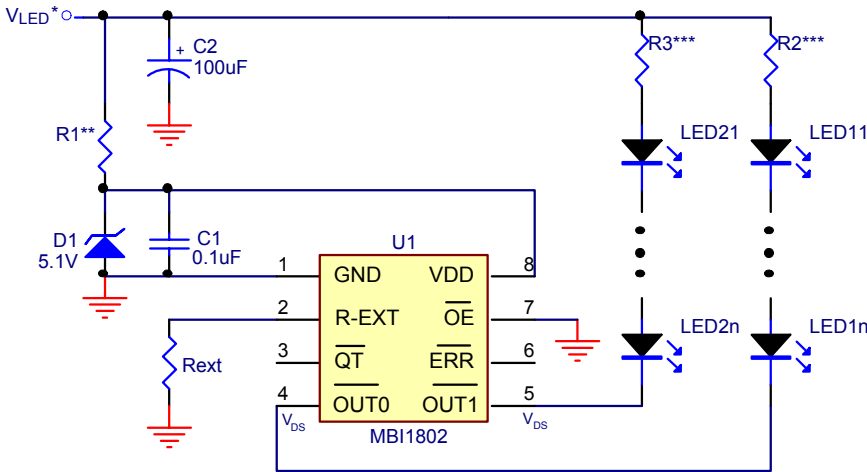 VLED*
C2
100uF
R3***
R2***
R1**
LED21
LED11
D1
5.1V
C1
0.1uF
U1
1
GND
VDD
8
2
R-EXT
OE
7
Rext
3
QT
ERR
6
4
OUT0
OUT1
5
VDS
VDS
MBI1802
LED2n
LED1n